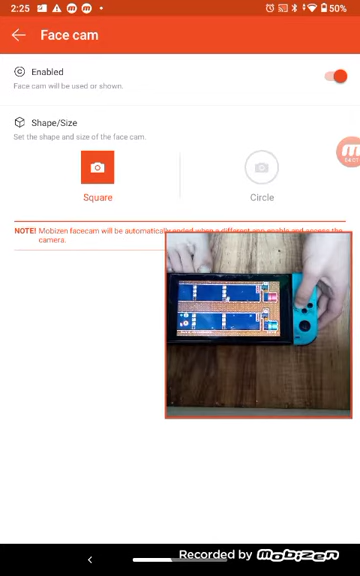 2:25
50%
Face cam
Enabled
Face cam will be used or shown.
Shape/Size
Set the shape and size of the face cam.
Square
Circle
NOTE! Mobizen facecam will be automatically ended when a different app enable and access the
camera.
Recorded by mobizen